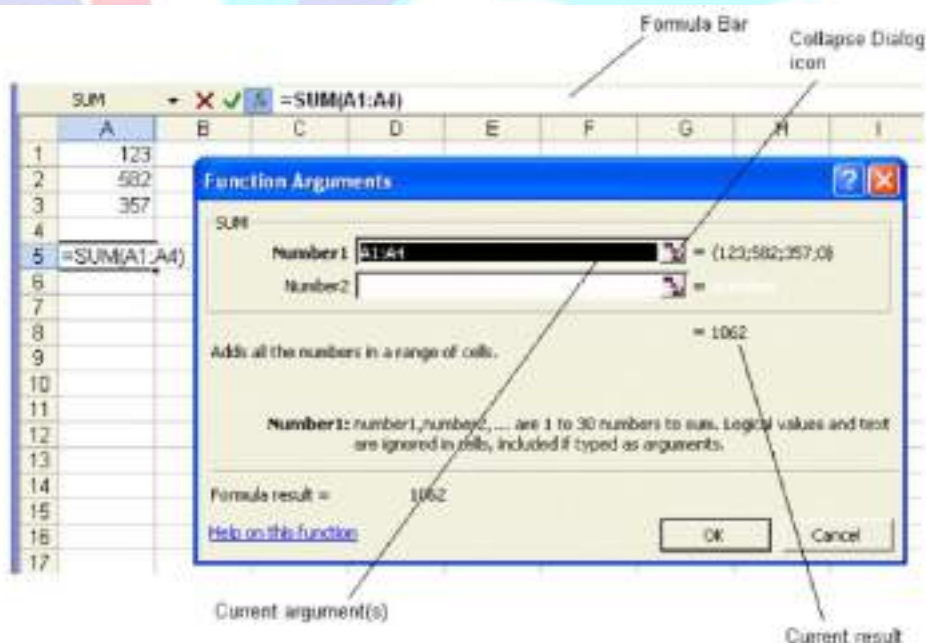 Formula Bar
Collapse Dialog
icon
SUM =SUM(A1:A4)
A B C D E F G H I
1 123
2 582
3 357
4
5 =SUM(A1:A4)
6
7
8
9
10
11
12
13
14
15
16
17
Function Arguments
SUM
Number1 A1:A4 = {123;582;357;0}
Number2 =
= 1062
Adds all the numbers in a range of cells.
Number1: number1,number2,... are 1 to 30 numbers to sum. Logical values and text
are ignored in cells, included if typed as arguments.
Formula result = 1062
Help on this function OK Cancel
Current argument(s)
Current result